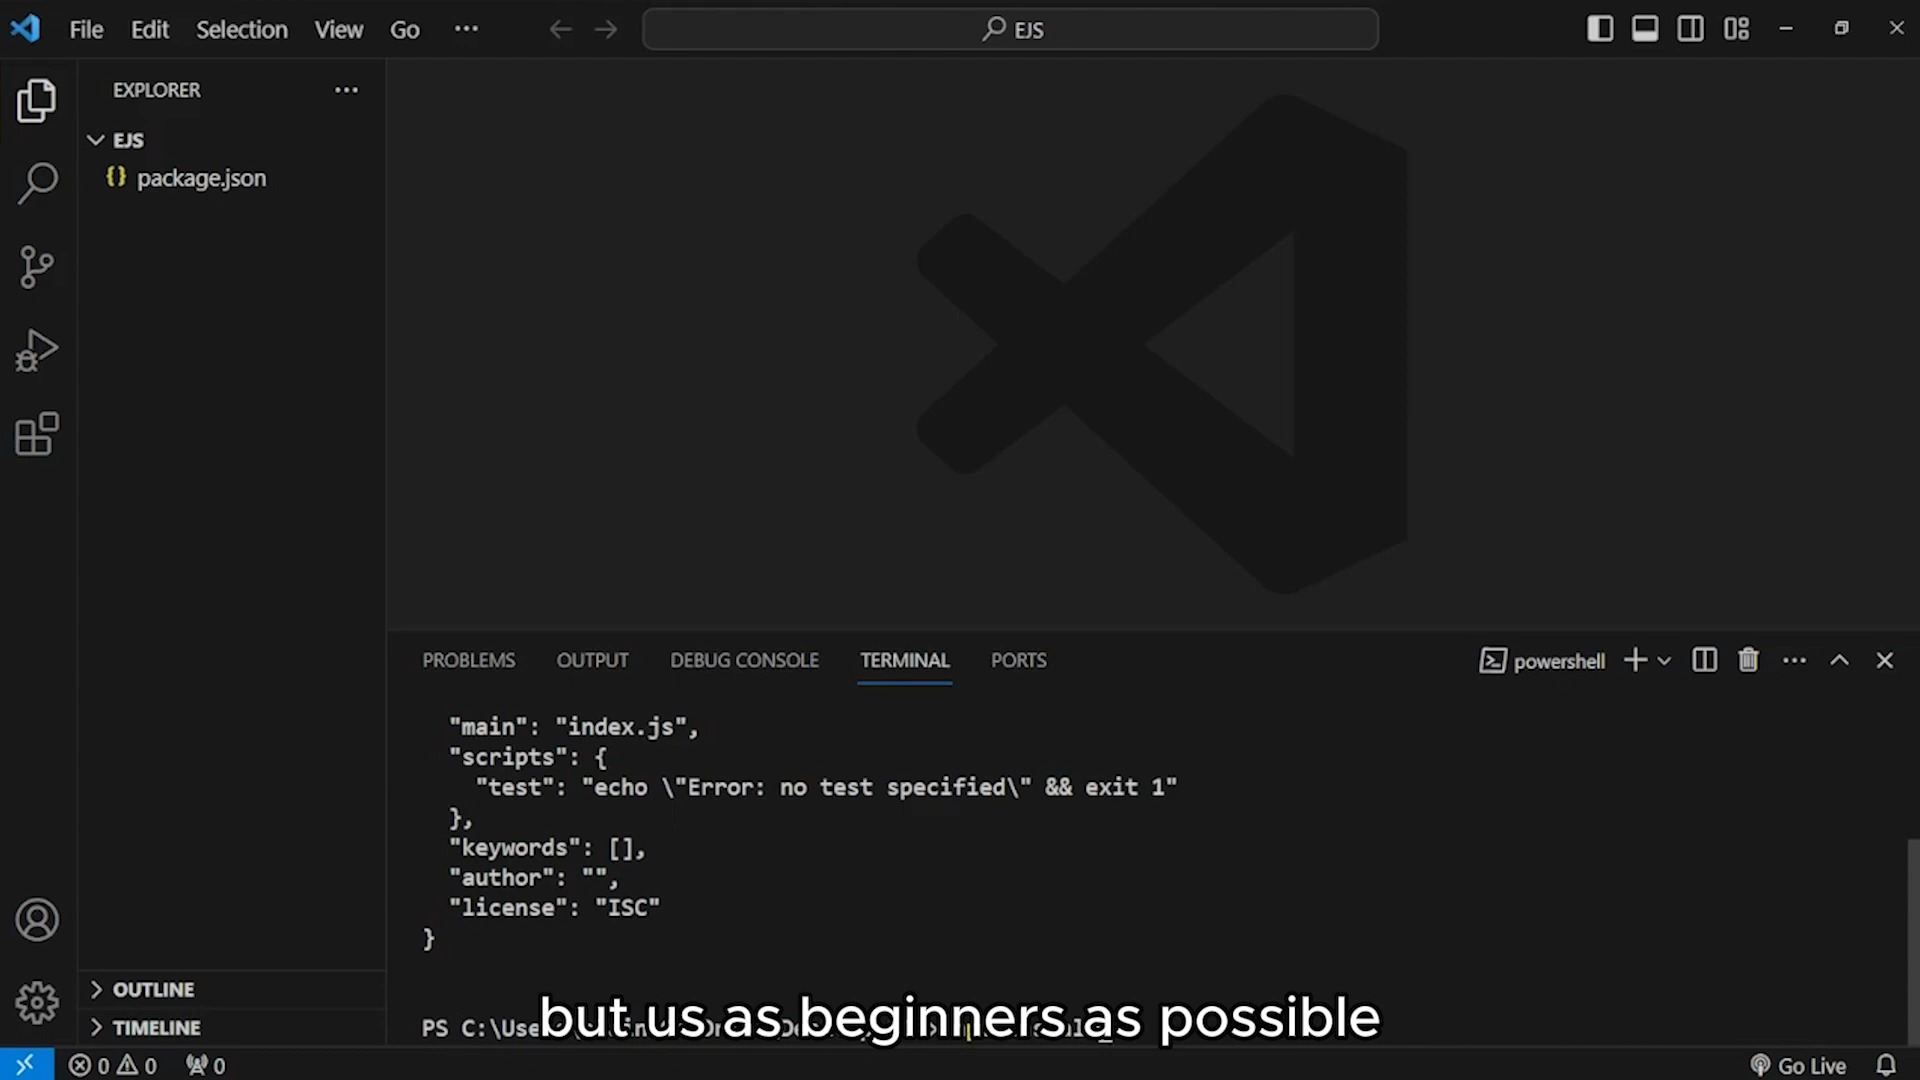 File Edit Selection View Go ···
EJS
EXPLORER
EJS
{} package.json
OUTLINE
TIMELINE
PROBLEMS OUTPUT DEBUG CONSOLE TERMINAL PORTS
powershell
"main": "index.js",
"scripts": {
"test": "echo \"Error: no test specified\" && exit 1"
},
"keywords": [],
"author": "",
"license": "ISC"
}
PS C:\Use
but us as beginners as possible
0 0 0
Go Live